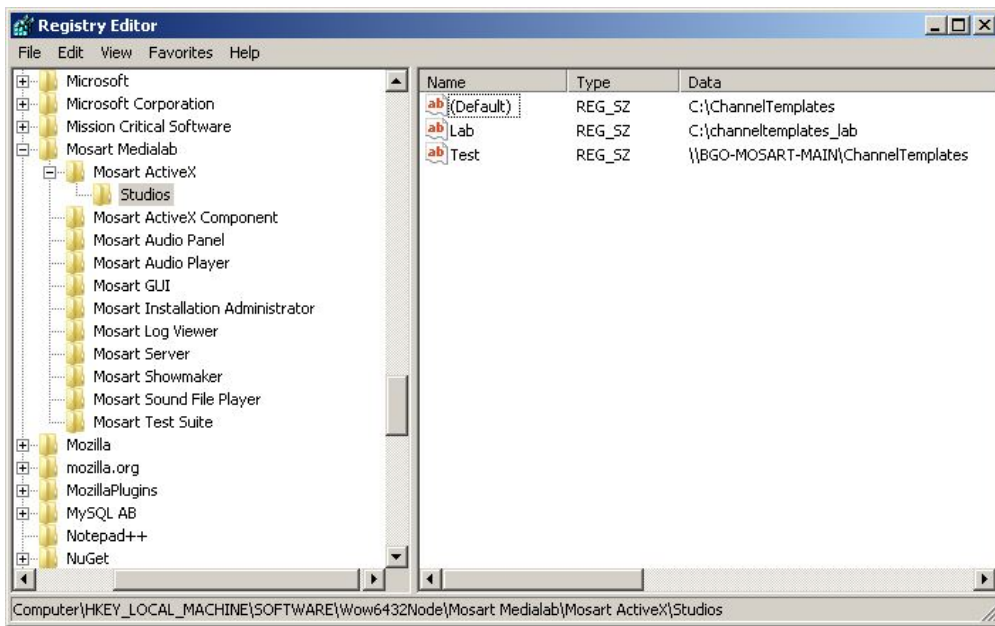 Registry Editor
File Edit View Favorites Help
Microsoft
Microsoft Corporation
Mission Critical Software
Mosart Medialab
Mosart ActiveX
Studios
Mosart ActiveX Component
Mosart Audio Panel
Mosart Audio Player
Mosart GUI
Mosart Installation Administrator
Mosart Log Viewer
Mosart Server
Mosart Showmaker
Mosart Sound File Player
Mosart Test Suite
Mozilla
mozilla.org
MozillaPlugins
MySQL AB
Notepad++
NuGet
Name Type Data
ab (Default) REG_SZ C:\ChannelTemplates
ab Lab REG_SZ C:\channeltemplates_lab
ab Test REG_SZ \\BGO-MOSART-MAIN\ChannelTemplates
Computer\HKEY_LOCAL_MACHINE\SOFTWARE\Wow6432Node\Mosart Medialab\Mosart ActiveX\Studios